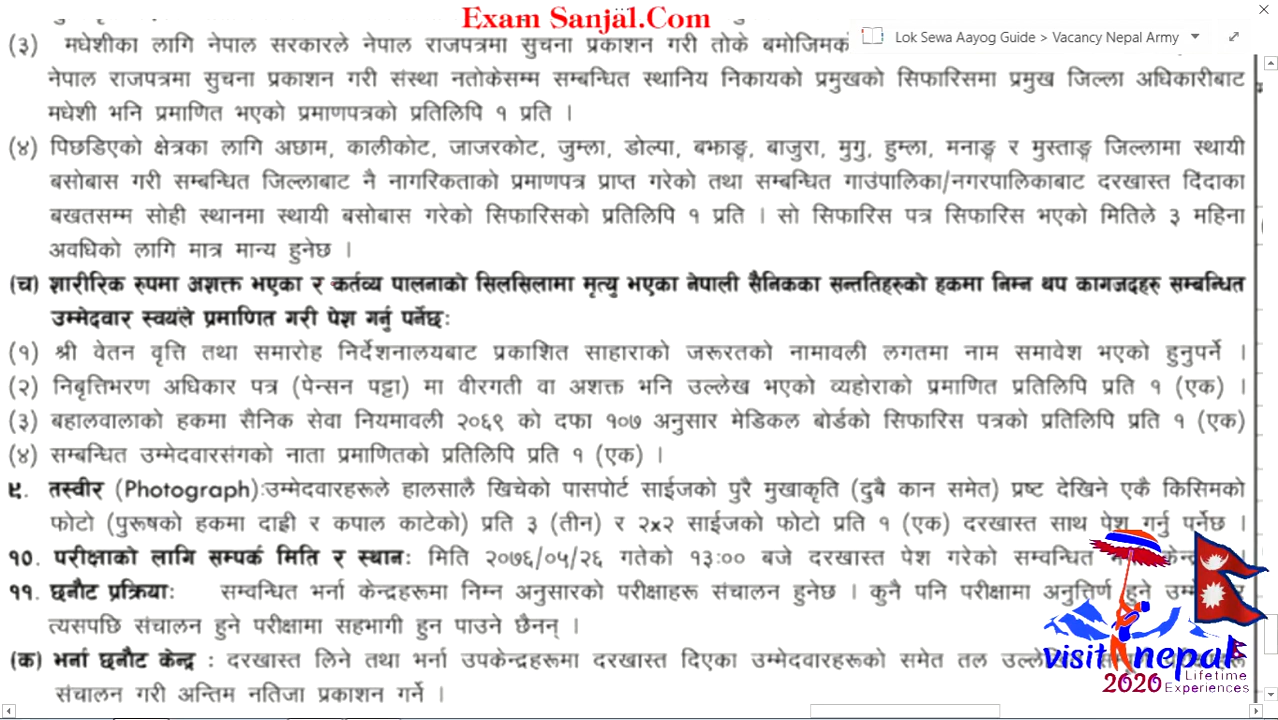 Exam Sanjal.Com
Lok Sewa Aayog Guide > Vacancy Nepal Army
(३) मधेशीका लागि नेपाल सरकारले नेपाल राजपत्रमा सुचना प्रकाशन गरी तोके बमोजिमको
नेपाल राजपत्रमा सुचना प्रकाशन गरी संस्था नतोकेसम्म सम्बन्धित स्थानिय निकायको प्रमुखको सिफारिसमा प्रमुख जिल्ला अधिकारीबाट
मधेशी भनि प्रमाणित भएको प्रमाणपत्रको प्रतिलिपि १ प्रति ।
(४) पिछडिएको क्षेत्रका लागि अछाम, कालीकोट, जाजरकोट, जुम्ला, डोल्पा, बझाङ्ग, बाजुरा, मुगु, हुम्ला, मनाङ्ग र मुस्ताङ्ग जिल्लामा स्थायी
बसोबास गरी सम्बन्धित जिल्लाबाट नै नागरिकताको प्रमाणपत्र प्राप्त गरेको तथा सम्बन्धित गाउंपालिका/नगरपालिकाबाट दरखास्त दिंदाका
बखतसम्म सोही स्थानमा स्थायी बसोबास गरेको सिफारिसको प्रतिलिपि १ प्रति । सो सिफारिस पत्र सिफारिस भएको मितिले ३ महिना
अवधिको लागि मात्र मान्य हुनेछ ।
(च) शारीरिक रुपमा अशक्त भएका र कर्तव्य पालनाको सिलसिलामा मृत्यु भएका नेपाली सैनिकका सन्ततिहरुको हकमा निम्न थप कागजदहरु सम्बन्धित
उम्मेदवार स्वयंले प्रमाणित गरी पेश गर्नु पर्नेछः
(१) श्री वेतन वृत्ति तथा समारोह निर्देशनालयबाट प्रकाशित साहाराको जरूरतको नामावली लगतमा नाम समावेश भएको हुनुपर्ने ।
(२) निबृत्तिभरण अधिकार पत्र (पेन्सन पट्टा) मा वीरगती वा अशक्त भनि उल्लेख भएको व्यहोराको प्रमाणित प्रतिलिपि प्रति १ (एक) ।
(३) बहालवालाको हकमा सैनिक सेवा नियमावली २०६९ को दफा १०७ अनुसार मेडिकल बोर्डको सिफारिस पत्रको प्रतिलिपि प्रति १ (एक)
(४) सम्बन्धित उम्मेदवारसंगको नाता प्रमाणितको प्रतिलिपि प्रति १ (एक) ।
९. तस्वीर (Photograph):उम्मेदवारहरूले हालसालै खिचेको पासपोर्ट साईजको पुरै मुखाकृति (दुबै कान समेत) प्रष्ट देखिने एकै किसिमको
फोटो (पुरूषको हकमा दाह्री र कपाल काटेको) प्रति ३ (तीन) र २x२ साईजको फोटो प्रति १ (एक) दरखास्त साथ पेश गर्नु पर्नेछ ।
१०. परीक्षाको लागि सम्पर्क मिति र स्थानः मिति २०७६/०५/२६ गतेको १३:०० बजे दरखास्त पेश गरेको सम्वन्धित
११. छनौट प्रक्रियाः सम्वन्धित भर्ना केन्द्रहरूमा निम्न अनुसारको परीक्षाहरू संचालन हुनेछ । कुनै पनि परीक्षामा अनुत्तिर्ण हुने
त्यसपछि संचालन हुने परीक्षामा सहभागी हुन पाउने छैनन् ।
(क) भर्ना छनौट केन्द्र : दरखास्त लिने तथा भर्ना उपकेन्द्रहरूमा दरखास्त दिएका उम्मेदवारहरूको समेत तल
संचालन गरी अन्तिम नतिजा प्रकाशन गर्ने ।
visit nepal
2020 Lifetime
Experiences